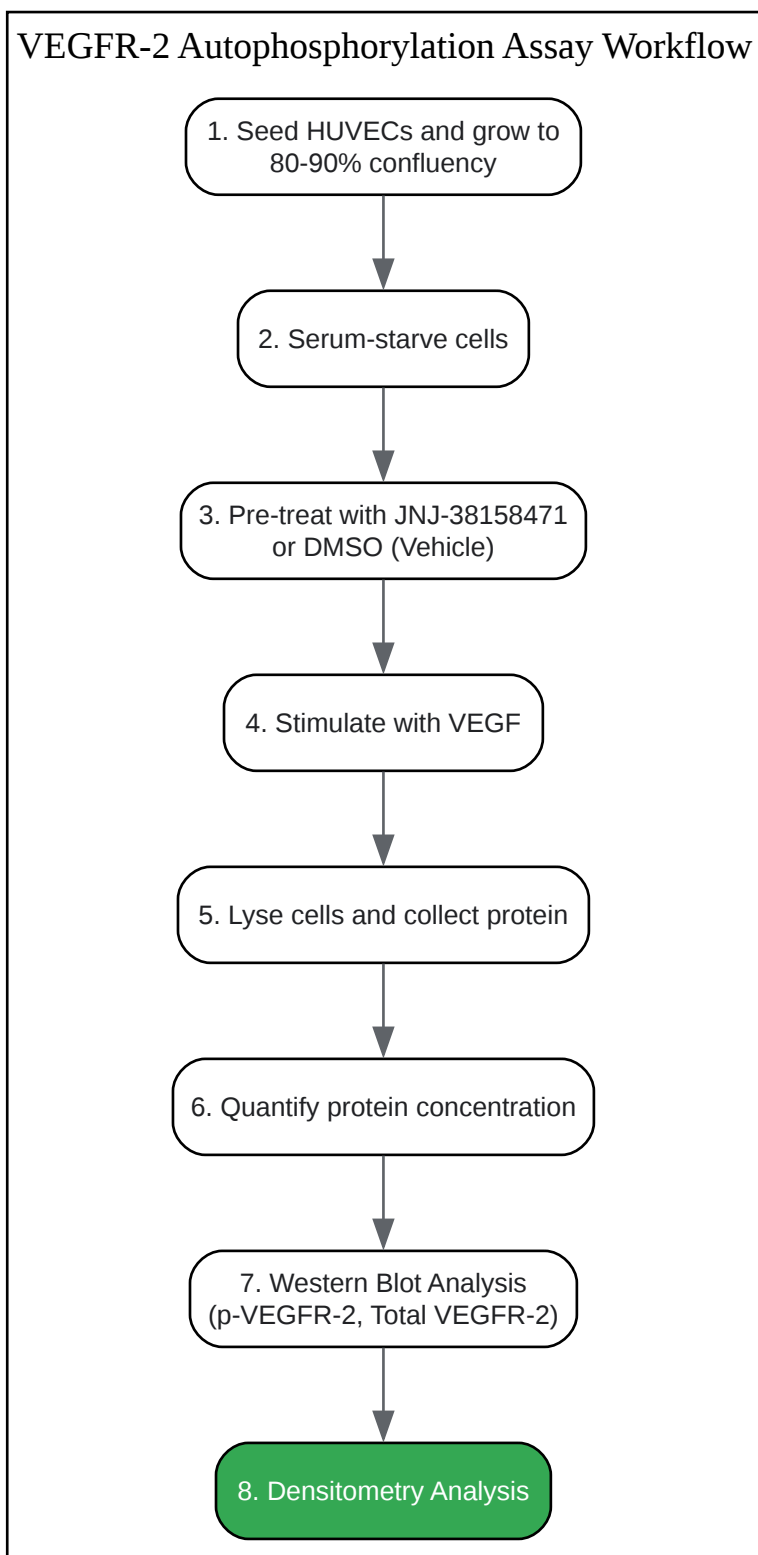 VEGFR-2 Autophosphorylation Assay Workflow
1. Seed HUVECs and grow to
80-90% confluency
2. Serum-starve cells
3. Pre-treat with JNJ-38158471
or DMSO (Vehicle)
4. Stimulate with VEGF
5. Lyse cells and collect protein
6. Quantify protein concentration
7. Western Blot Analysis
(p-VEGFR-2, Total VEGFR-2)
8. Densitometry Analysis